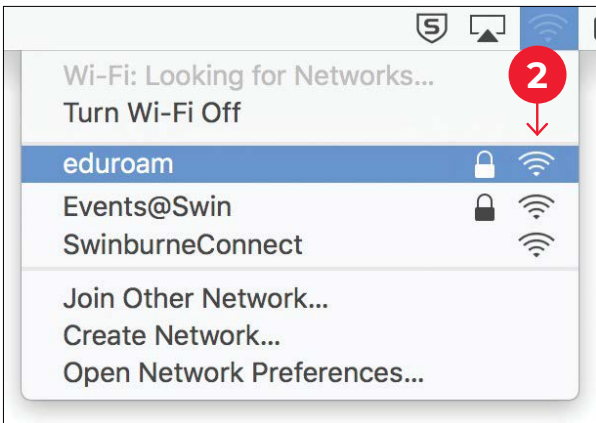 S
2
Wi-Fi: Looking for Networks...
Turn Wi-Fi Off
eduroam
Events@Swin
SwinburneConnect
Join Other Network...
Create Network...
Open Network Preferences...